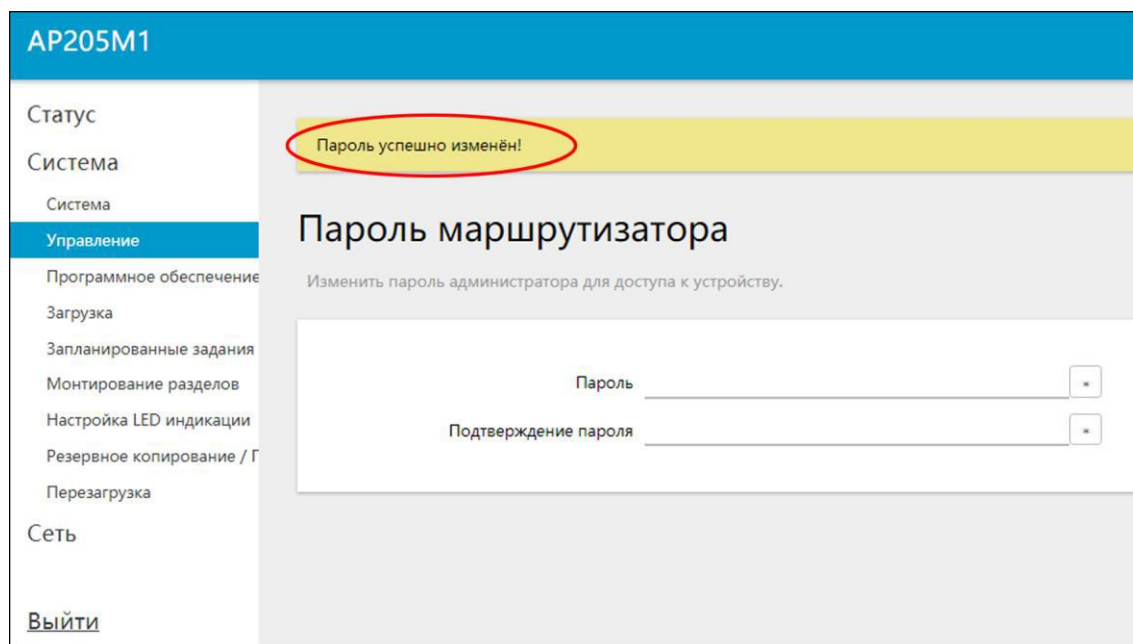 AP205M1
Статус
Система
Система
Управление
Программное обеспечение
Загрузка
Запланированные задания
Монтирование разделов
Настройка LED индикации
Резервное копирование /
Перезагрузка
Сеть
Выйти
Пароль успешно изменён!
Пароль маршрутизатора
Изменить пароль администратора для доступа к устройству.
Пароль
*
Подтверждение пароля
*